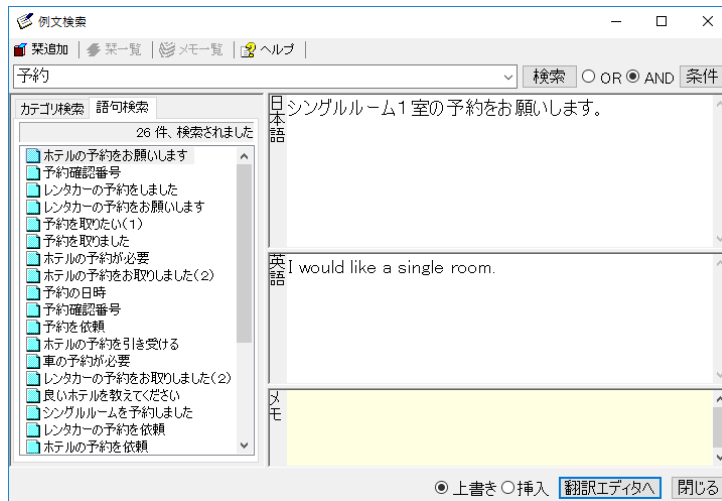 例文検索
栞追加 栞一覧 メモ一覧 ヘルプ
予約 検索 OR AND 条件
カテゴリ検索 語句検索
26 件、検索されました
ホテルの予約をお願いします
予約確認番号
レンタカーの予約をしました
レンタカーの予約をお願いします
予約を取りたい(1)
予約を取りました
ホテルの予約が必要
ホテルの予約をお取りしました(2)
予約の日時
予約確認番号
予約を依頼
ホテルの予約を引き受ける
車の予約が必要
レンタカーの予約をお取りしました(2)
良いホテルを教えてください
シングルルームを予約しました
レンタカーの予約を依頼
ホテルの予約を依頼
日本語
シングルルーム1室の予約をお願いします。
英語
I would like a single room.
メモ
上書き 挿入 翻訳エディタへ 閉じる